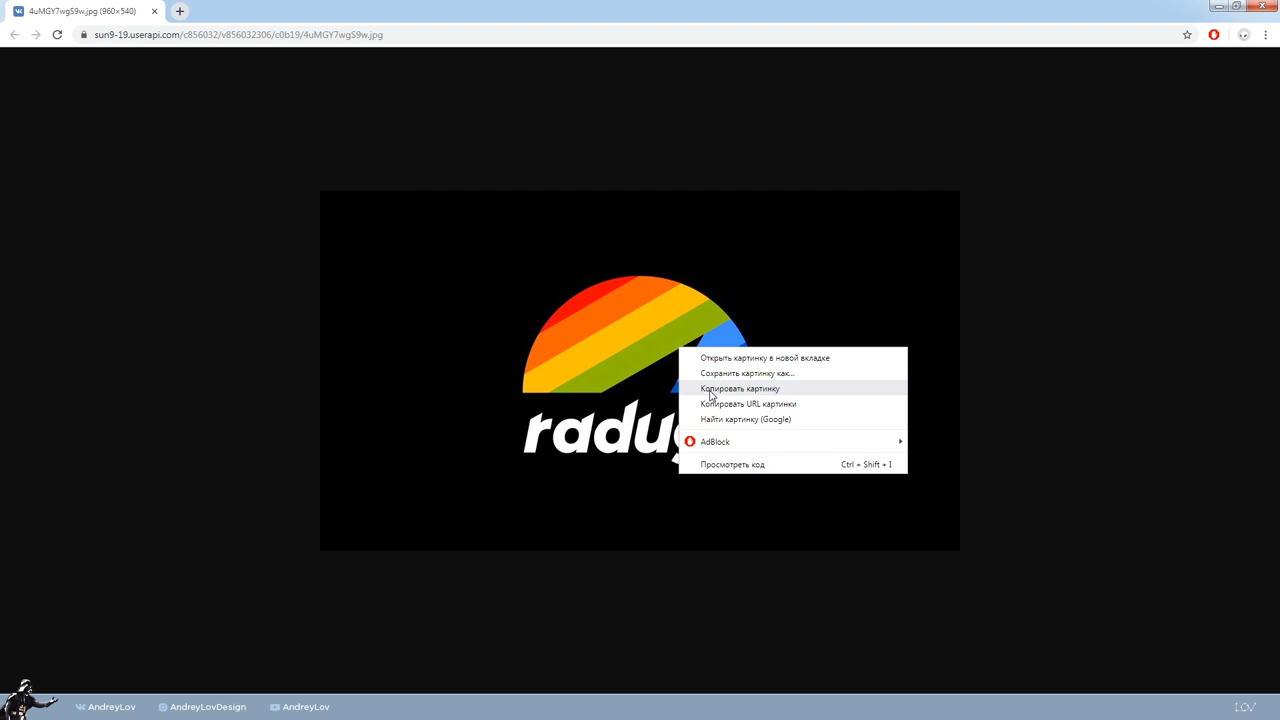 4uMGY7wgS9w.jpg (960×540)
sun9-19.userapi.com/c856032/v856032306/c0b19/4uMGY7wgS9w.jpg
Открыть картинку в новой вкладке
Сохранить картинку как...
Копировать картинку
Копировать URL картинки
Найти картинку (Google)
AdBlock
Просмотреть код Ctrl + Shift + I
AndreyLov AndreyLovDesign AndreyLov LOV